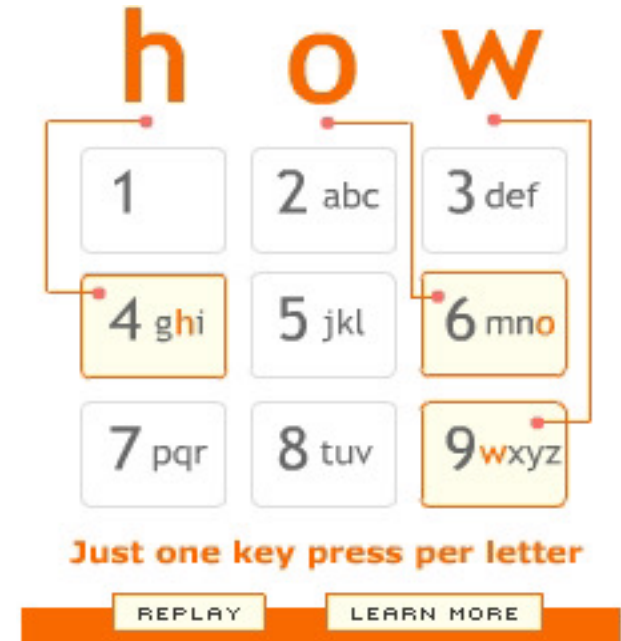 how
1 2 abc 3 def
4 ghi 5 jkl 6 mno
7 pqr 8 tuv 9 wxyz
Just one key press per letter
REPLAY LEARN MORE